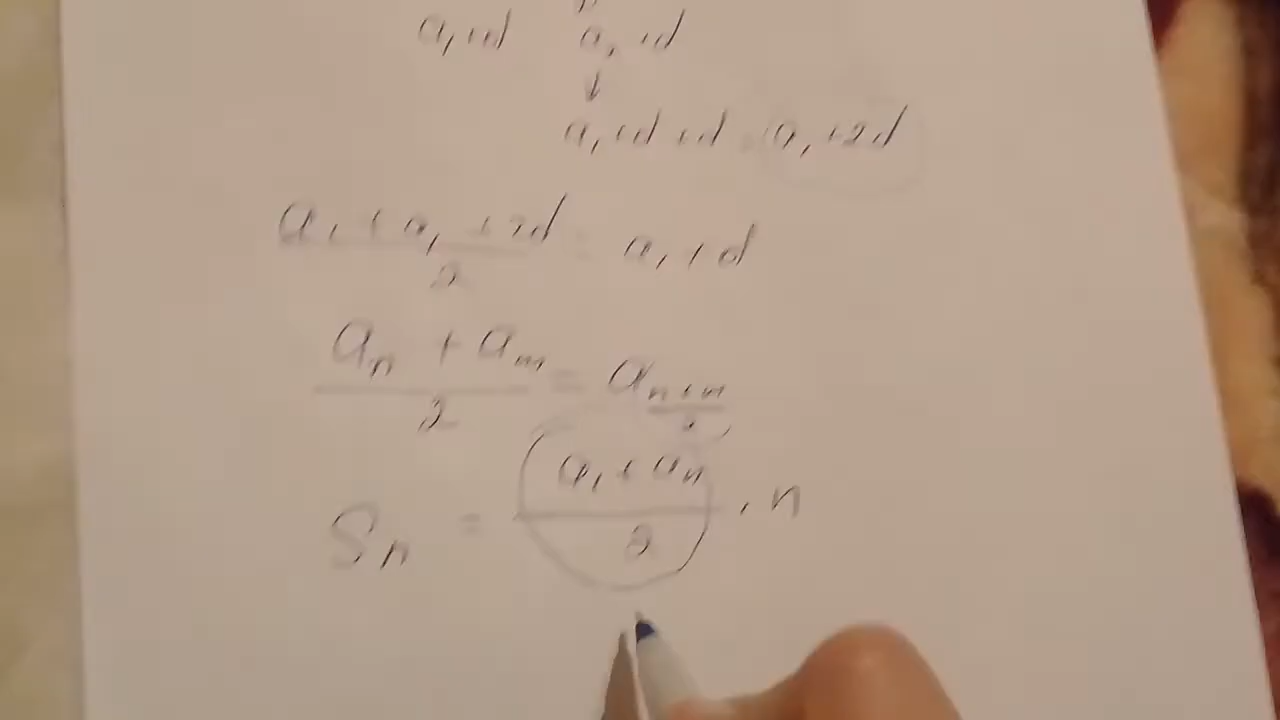 a₁+d a₁+d
↓
a₁+d+d = a₁+2d
(a₁ + a₁ + 2d)/2 = a₁ + d
(aₙ + aₘ)/2 = a₍ₙ₊ₘ₎/₂
Sₙ = (a₁ + aₙ)/2 · n